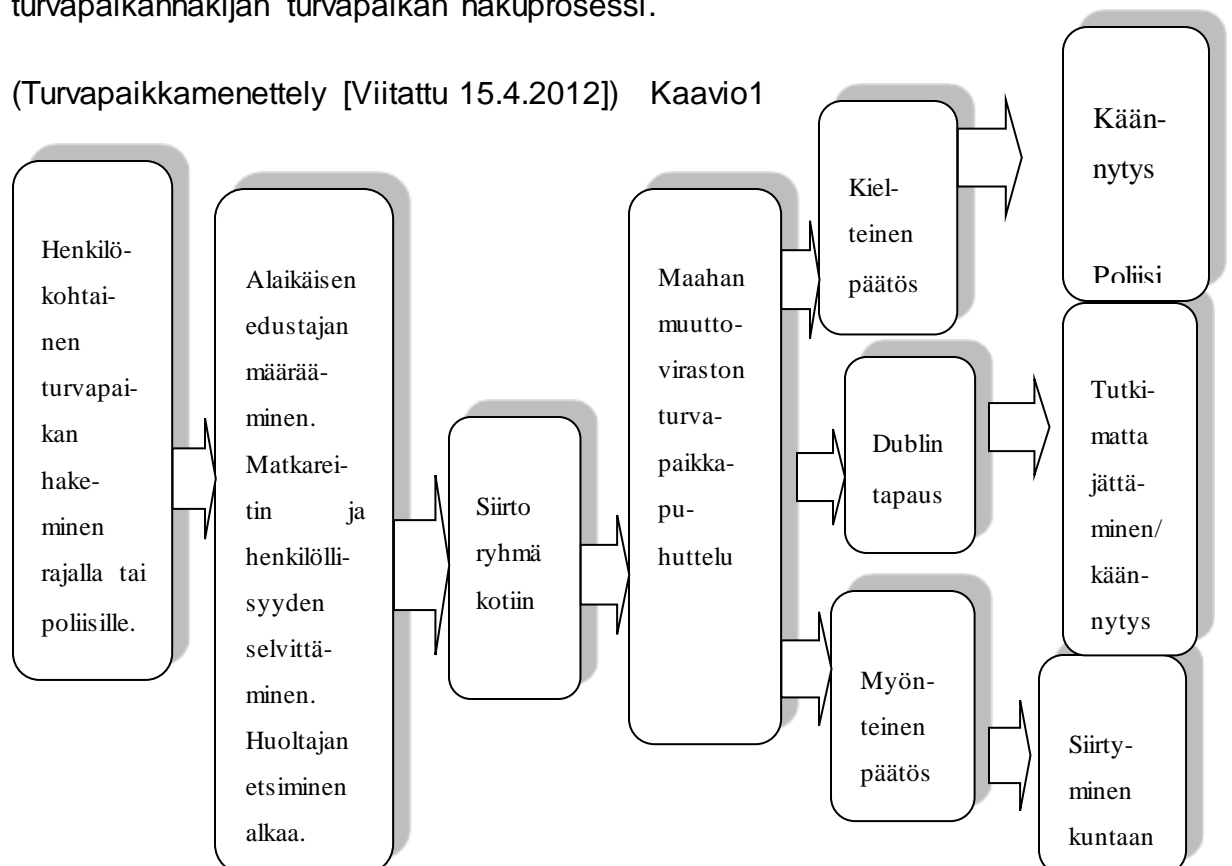 turvapaikanhakijan turvapaikan hakuprosessi.
(Turvapaikkamenettely [Viitattu 15.4.2012]) Kaavio1
Henkilö-
kohtai-
nen
turvapai-
kan
hake-
minen
rajalla tai
poliisille.
Alaikäisen
edustajan
määrää-
minen.
Matkarei-
tin ja
henkilölli-
syyden
selvittä-
minen.
Huoltajan
etsiminen
alkaa.
Siirto
ryhmä
kotiin
Maahan
muutto-
viraston
turva-
paikka-
pu-
huttelu
Kiel-
teinen
päätös
Kään-
nytys
Poliisi
Dublin
tapaus
Tutki-
matta
jättä-
minen/
kään-
nytys
Myön-
teinen
päätös
Siirty-
minen
kuntaan